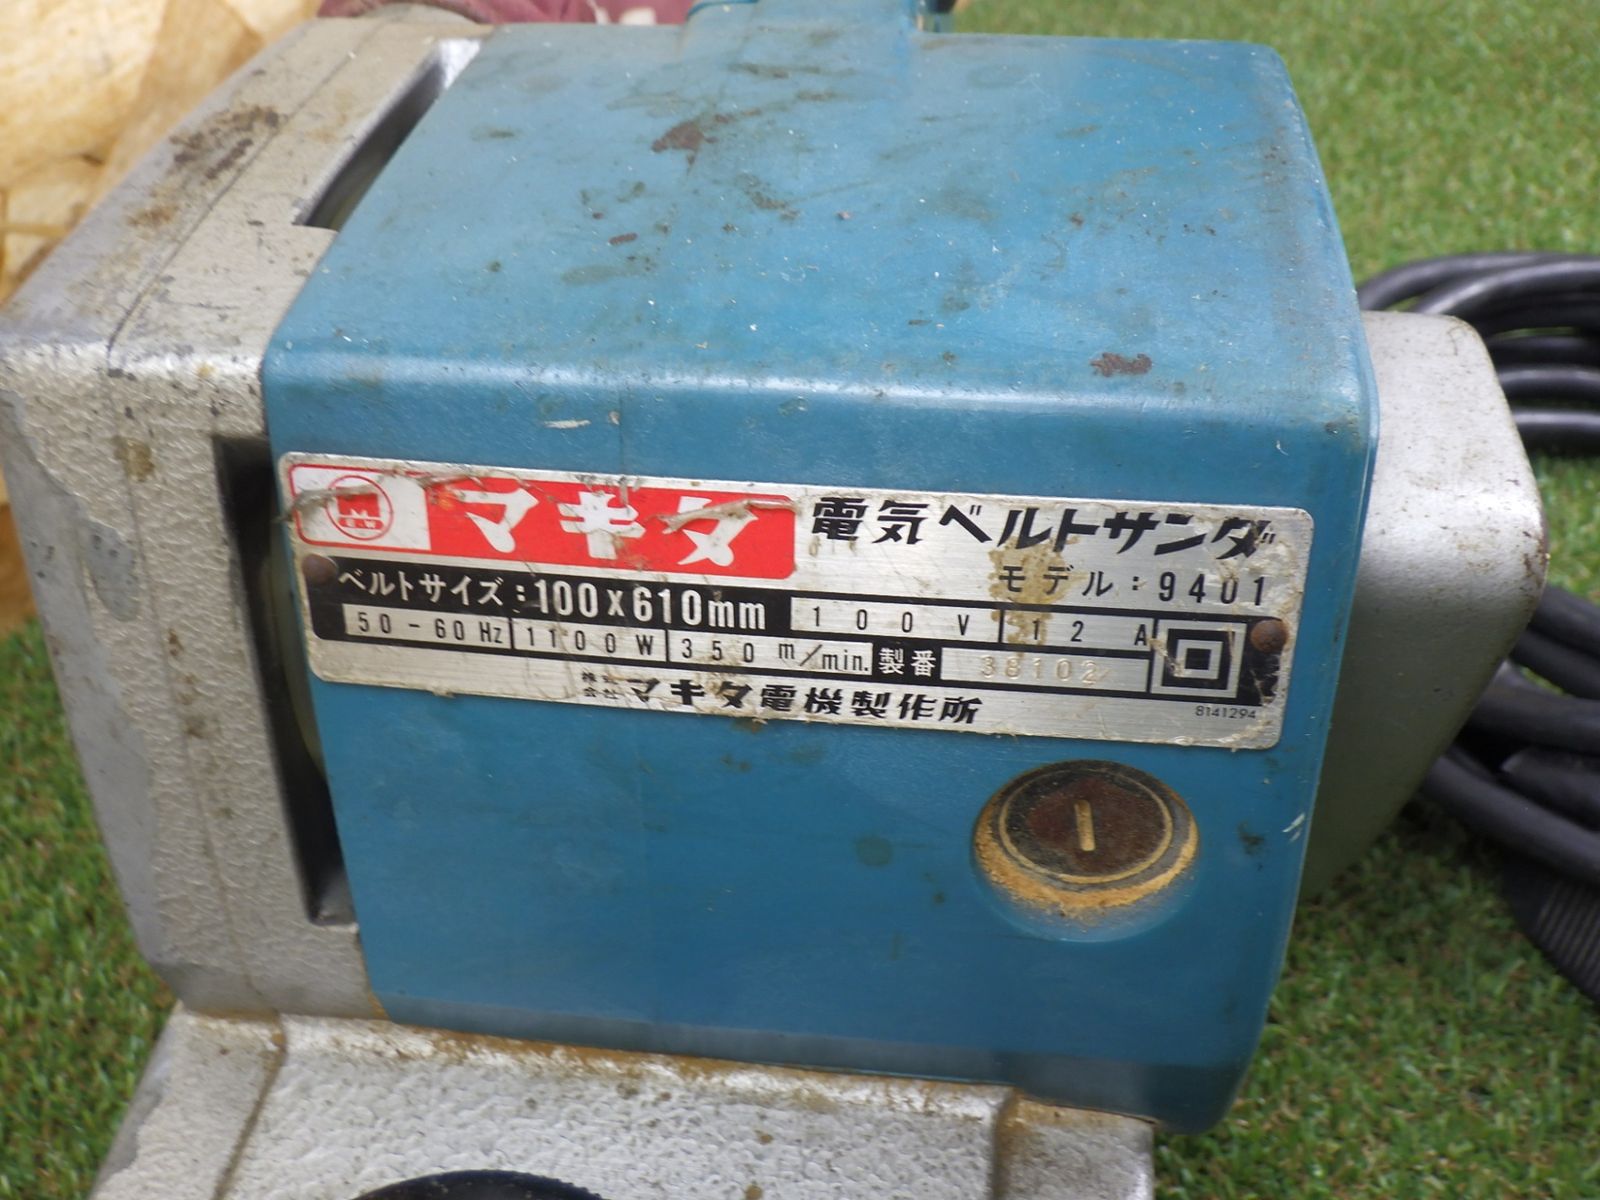 M
E・W
マキタ 電気ベルトサンダ
モデル:9401
ベルトサイズ:100x610mm 100V 12A
50-60Hz 1100W 350m/min. 製番 38102
株式会社 マキタ電機製作所
8141294